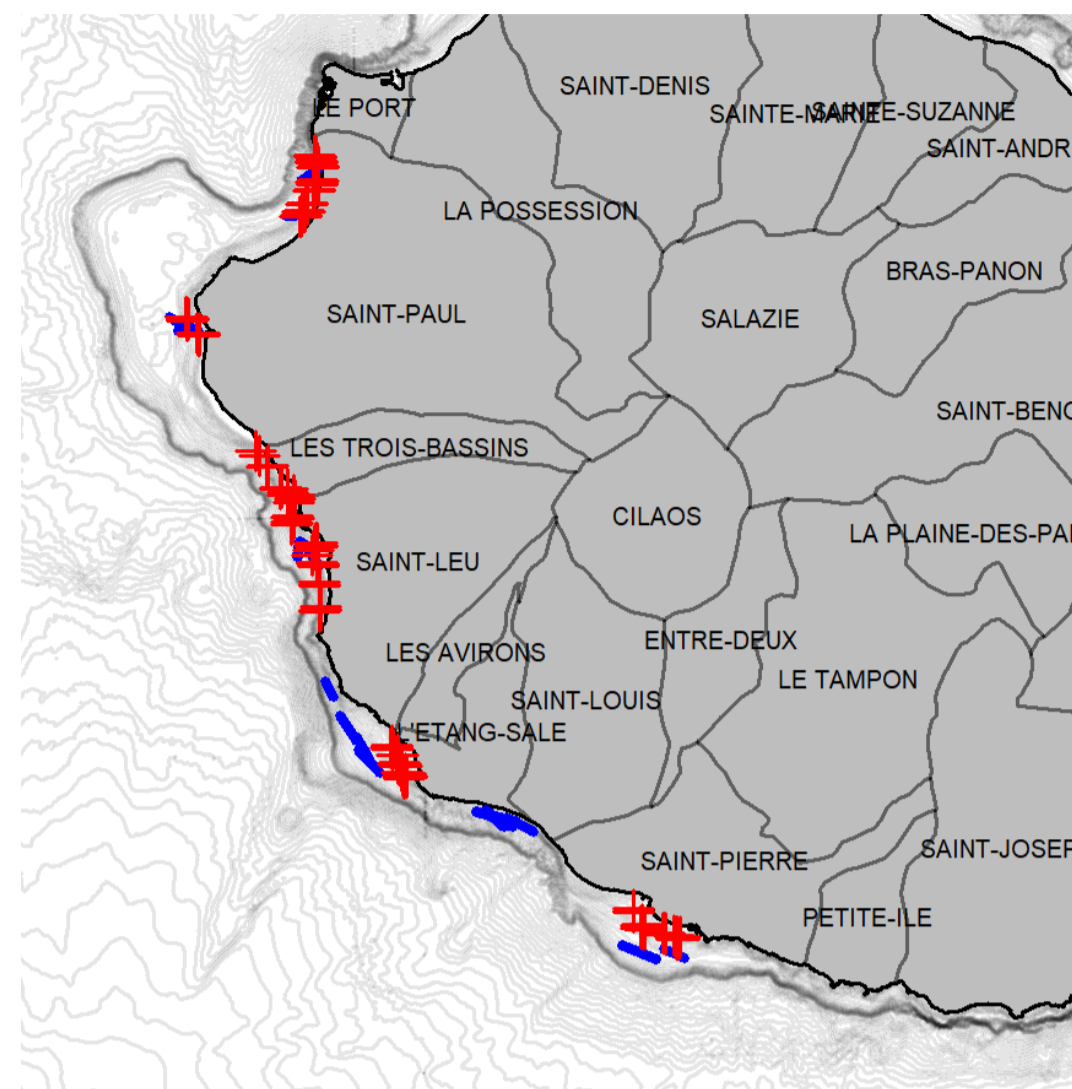 SAINT-DENIS
LE PORT
SAINTE-MARIE
SAINTE-SUZANNE
SAINT-ANDR
LA POSSESSION
BRAS-PANON
SAINT-PAUL
SALAZIE
SAINT-BENO
LES TROIS-BASSINS
CILAOS
LA PLAINE-DES-PAL
SAINT-LEU
ENTRE-DEUX
LES AVIRONS
LE TAMPON
SAINT-LOUIS
L'ETANG-SALE
SAINT-JOSEP
SAINT-PIERRE
PETITE-ILE